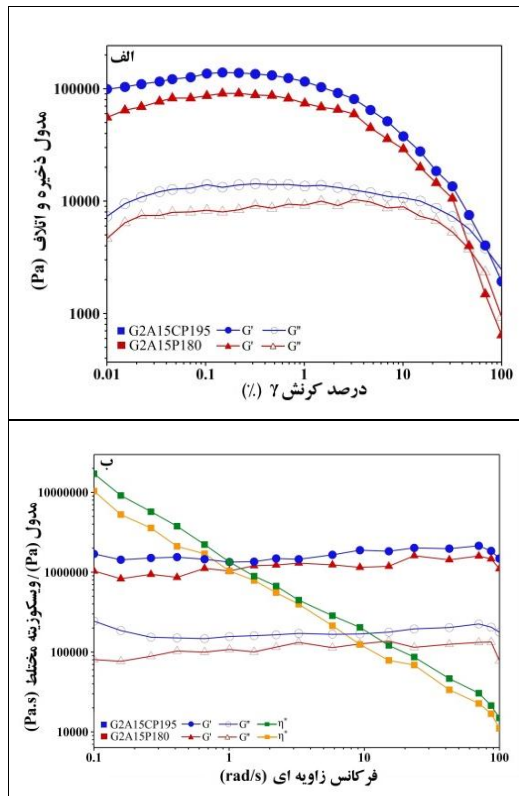 الف
مدول ذخیره و اتلاف
(Pa)
100000
10000
1000
G2A15CP195 G' G"
G2A15P180 G' G"
0.01 0.1 1 10 100
درصد کرنش γ (٪)
ب
مدول (Pa)/ویسکوزیته مختلط
(Pa.s)
10000000
1000000
100000
10000
G2A15CP195 G' G" η*
G2A15P180 G' G" η*
0.1 1 10 100
فرکانس زاویه ای (rad/s)